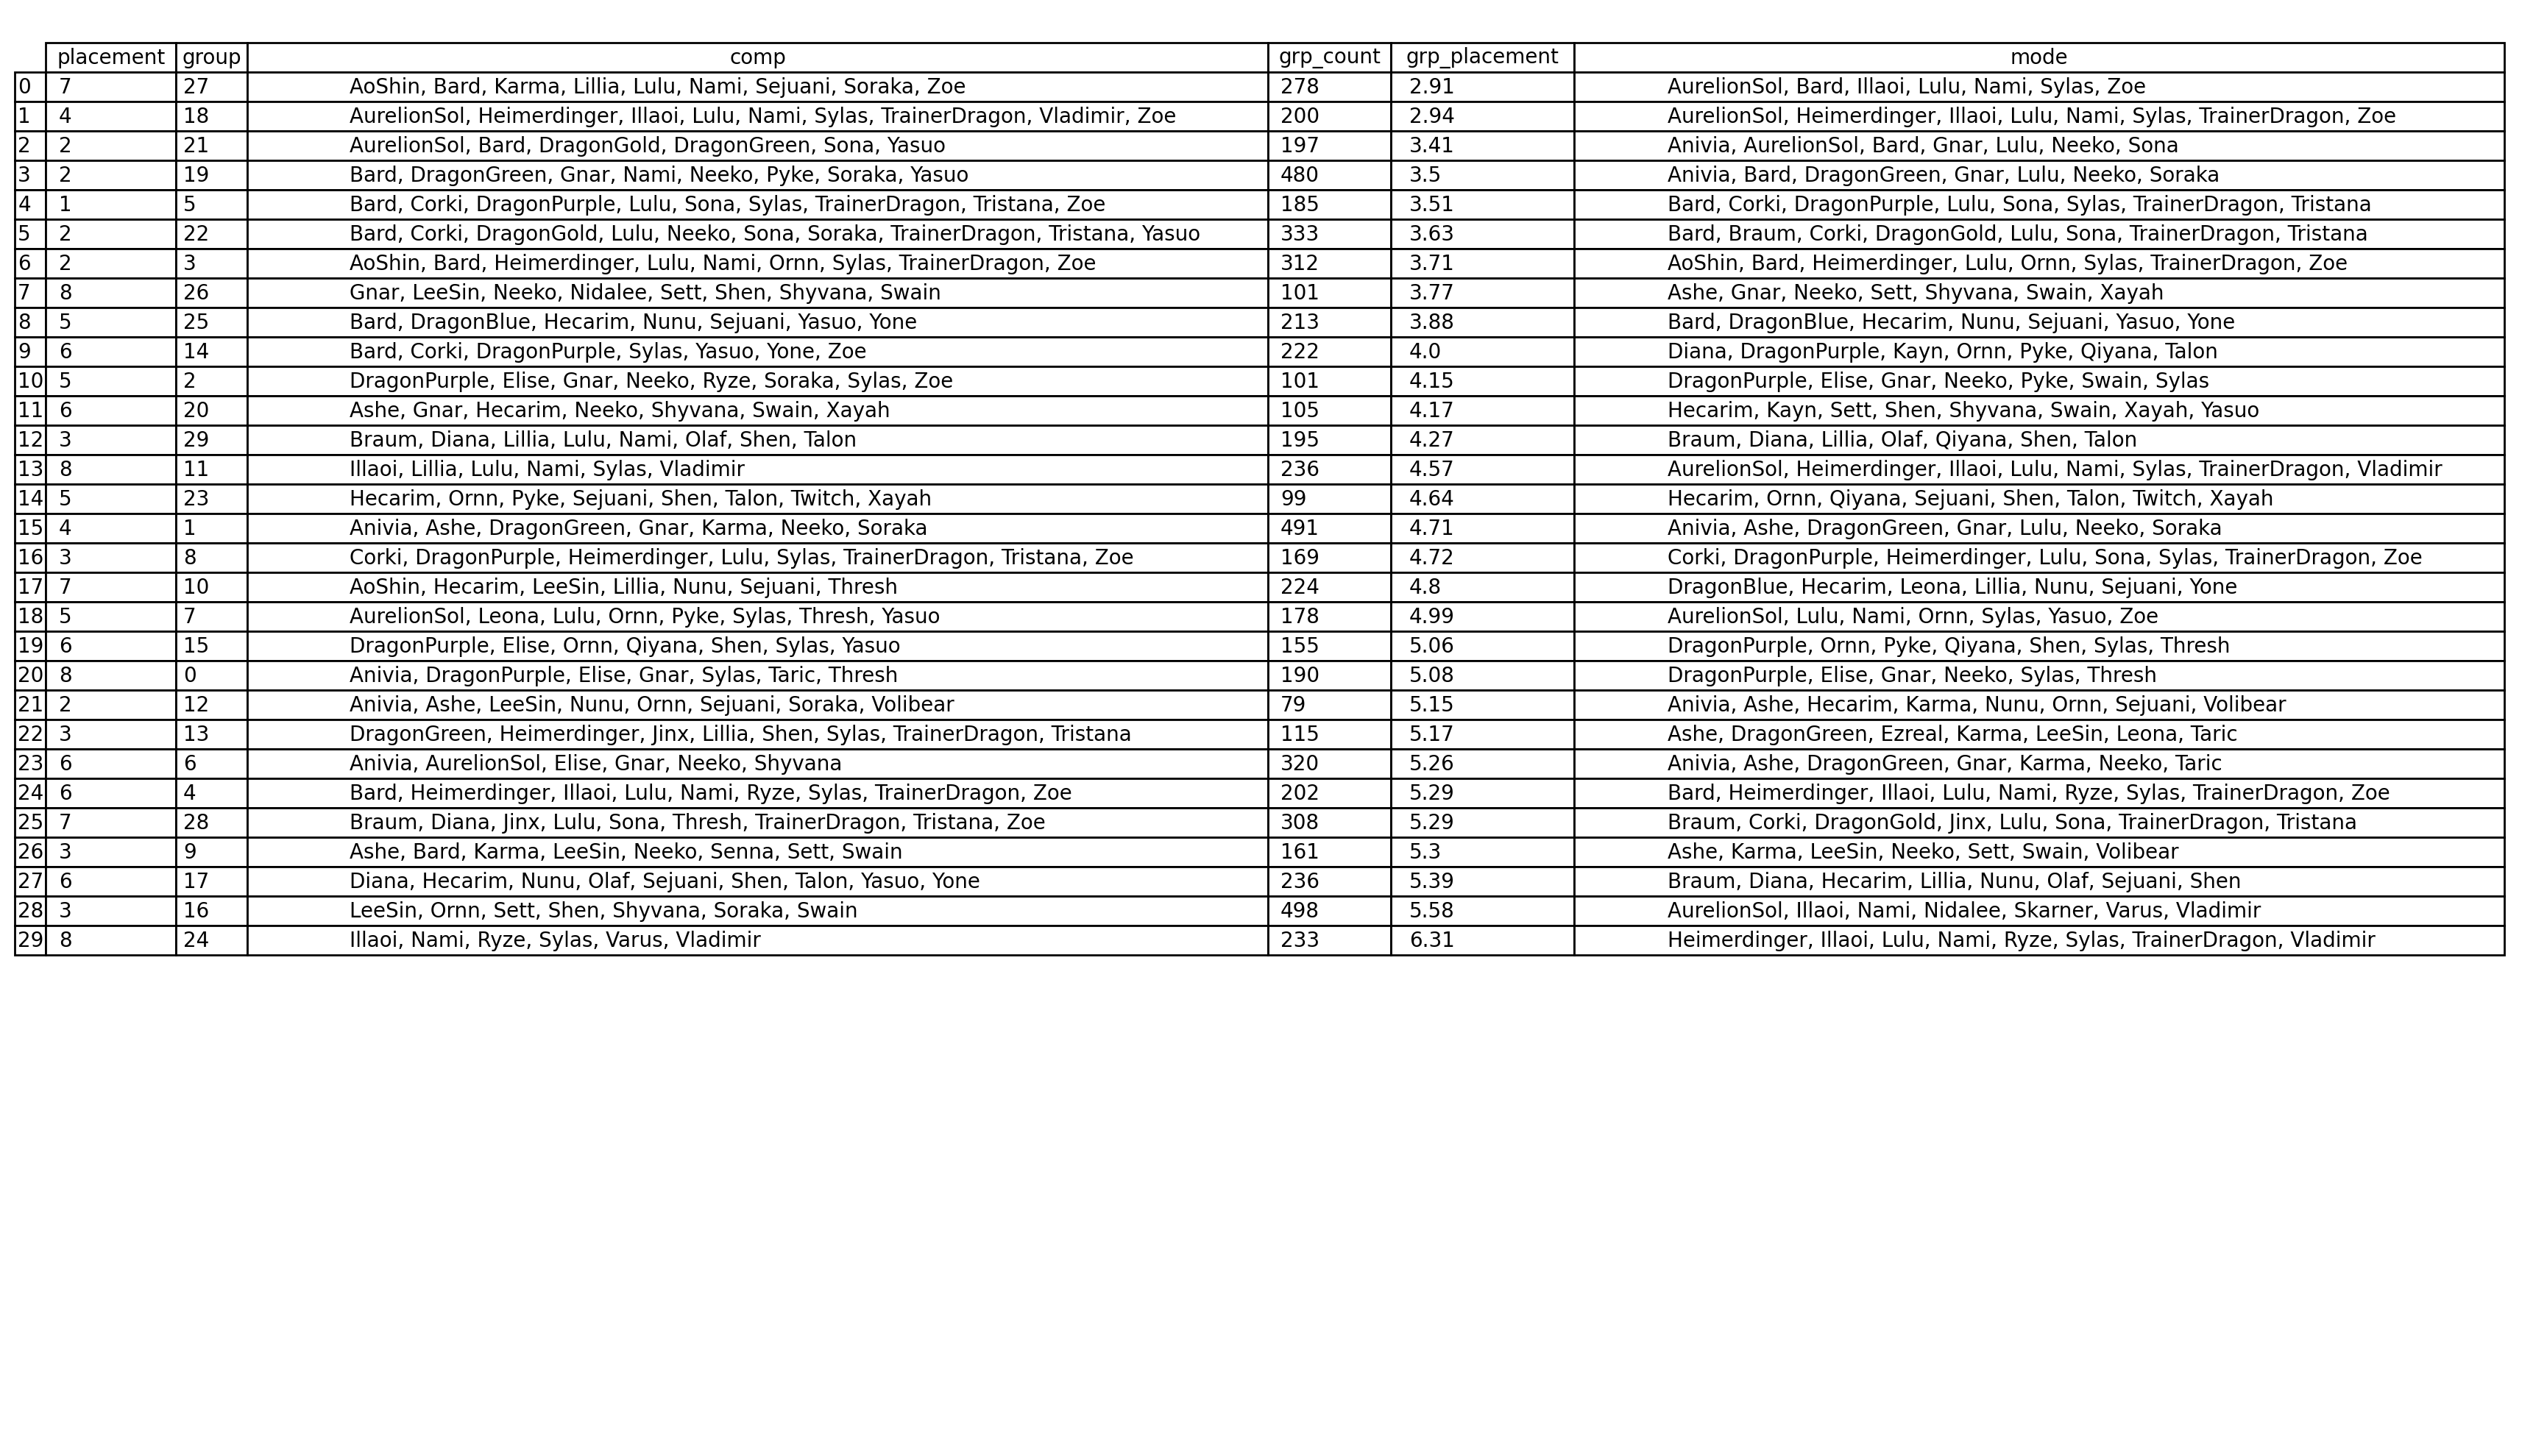 placement group comp grp_count grp_placement mode
0 7 27 AoShin, Bard, Karma, Lillia, Lulu, Nami, Sejuani, Soraka, Zoe 278 2.91 AurelionSol, Bard, Illaoi, Lulu, Nami, Sylas, Zoe
1 4 18 AurelionSol, Heimerdinger, Illaoi, Lulu, Nami, Sylas, TrainerDragon, Vladimir, Zoe 200 2.94 AurelionSol, Heimerdinger, Illaoi, Lulu, Nami, Sylas, TrainerDragon, Zoe
2 2 21 AurelionSol, Bard, DragonGold, DragonGreen, Sona, Yasuo 197 3.41 Anivia, AurelionSol, Bard, Gnar, Lulu, Neeko, Sona
3 2 19 Bard, DragonGreen, Gnar, Nami, Neeko, Pyke, Soraka, Yasuo 480 3.5 Anivia, Bard, DragonGreen, Gnar, Lulu, Neeko, Soraka
4 1 5 Bard, Corki, DragonPurple, Lulu, Sona, Sylas, TrainerDragon, Tristana, Zoe 185 3.51 Bard, Corki, DragonPurple, Lulu, Sona, Sylas, TrainerDragon, Tristana
5 2 22 Bard, Corki, DragonGold, Lulu, Neeko, Sona, Soraka, TrainerDragon, Tristana, Yasuo 333 3.63 Bard, Braum, Corki, DragonGold, Lulu, Sona, TrainerDragon, Tristana
6 2 3 AoShin, Bard, Heimerdinger, Lulu, Nami, Ornn, Sylas, TrainerDragon, Zoe 312 3.71 AoShin, Bard, Heimerdinger, Lulu, Ornn, Sylas, TrainerDragon, Zoe
7 8 26 Gnar, LeeSin, Neeko, Nidalee, Sett, Shen, Shyvana, Swain 101 3.77 Ashe, Gnar, Neeko, Sett, Shyvana, Swain, Xayah
8 5 25 Bard, DragonBlue, Hecarim, Nunu, Sejuani, Yasuo, Yone 213 3.88 Bard, DragonBlue, Hecarim, Nunu, Sejuani, Yasuo, Yone
9 6 14 Bard, Corki, DragonPurple, Sylas, Yasuo, Yone, Zoe 222 4.0 Diana, DragonPurple, Kayn, Ornn, Pyke, Qiyana, Talon
10 5 2 DragonPurple, Elise, Gnar, Neeko, Ryze, Soraka, Sylas, Zoe 101 4.15 DragonPurple, Elise, Gnar, Neeko, Pyke, Swain, Sylas
11 6 20 Ashe, Gnar, Hecarim, Neeko, Shyvana, Swain, Xayah 105 4.17 Hecarim, Kayn, Sett, Shen, Shyvana, Swain, Xayah, Yasuo
12 3 29 Braum, Diana, Lillia, Lulu, Nami, Olaf, Shen, Talon 195 4.27 Braum, Diana, Lillia, Olaf, Qiyana, Shen, Talon
13 8 11 Illaoi, Lillia, Lulu, Nami, Sylas, Vladimir 236 4.57 AurelionSol, Heimerdinger, Illaoi, Lulu, Nami, Sylas, TrainerDragon, Vladimir
14 5 23 Hecarim, Ornn, Pyke, Sejuani, Shen, Talon, Twitch, Xayah 99 4.64 Hecarim, Ornn, Qiyana, Sejuani, Shen, Talon, Twitch, Xayah
15 4 1 Anivia, Ashe, DragonGreen, Gnar, Karma, Neeko, Soraka 491 4.71 Anivia, Ashe, DragonGreen, Gnar, Lulu, Neeko, Soraka
16 3 8 Corki, DragonPurple, Heimerdinger, Lulu, Sylas, TrainerDragon, Tristana, Zoe 169 4.72 Corki, DragonPurple, Heimerdinger, Lulu, Sona, Sylas, TrainerDragon, Zoe
17 7 10 AoShin, Hecarim, LeeSin, Lillia, Nunu, Sejuani, Thresh 224 4.8 DragonBlue, Hecarim, Leona, Lillia, Nunu, Sejuani, Yone
18 5 7 AurelionSol, Leona, Lulu, Ornn, Pyke, Sylas, Thresh, Yasuo 178 4.99 AurelionSol, Lulu, Nami, Ornn, Sylas, Yasuo, Zoe
19 6 15 DragonPurple, Elise, Ornn, Qiyana, Shen, Sylas, Yasuo 155 5.06 DragonPurple, Ornn, Pyke, Qiyana, Shen, Sylas, Thresh
20 8 0 Anivia, DragonPurple, Elise, Gnar, Sylas, Taric, Thresh 190 5.08 DragonPurple, Elise, Gnar, Neeko, Sylas, Thresh
21 2 12 Anivia, Ashe, LeeSin, Nunu, Ornn, Sejuani, Soraka, Volibear 79 5.15 Anivia, Ashe, Hecarim, Karma, Nunu, Ornn, Sejuani, Volibear
22 3 13 DragonGreen, Heimerdinger, Jinx, Lillia, Shen, Sylas, TrainerDragon, Tristana 115 5.17 Ashe, DragonGreen, Ezreal, Karma, LeeSin, Leona, Taric
23 6 6 Anivia, AurelionSol, Elise, Gnar, Neeko, Shyvana 320 5.26 Anivia, Ashe, DragonGreen, Gnar, Karma, Neeko, Taric
24 6 4 Bard, Heimerdinger, Illaoi, Lulu, Nami, Ryze, Sylas, TrainerDragon, Zoe 202 5.29 Bard, Heimerdinger, Illaoi, Lulu, Nami, Ryze, Sylas, TrainerDragon, Zoe
25 7 28 Braum, Diana, Jinx, Lulu, Sona, Thresh, TrainerDragon, Tristana, Zoe 308 5.29 Braum, Corki, DragonGold, Jinx, Lulu, Sona, TrainerDragon, Tristana
26 3 9 Ashe, Bard, Karma, LeeSin, Neeko, Senna, Sett, Swain 161 5.3 Ashe, Karma, LeeSin, Neeko, Sett, Swain, Volibear
27 6 17 Diana, Hecarim, Nunu, Olaf, Sejuani, Shen, Talon, Yasuo, Yone 236 5.39 Braum, Diana, Hecarim, Lillia, Nunu, Olaf, Sejuani, Shen
28 3 16 LeeSin, Ornn, Sett, Shen, Shyvana, Soraka, Swain 498 5.58 AurelionSol, Illaoi, Nami, Nidalee, Skarner, Varus, Vladimir
29 8 24 Illaoi, Nami, Ryze, Sylas, Varus, Vladimir 233 6.31 Heimerdinger, Illaoi, Lulu, Nami, Ryze, Sylas, TrainerDragon, Vladimir